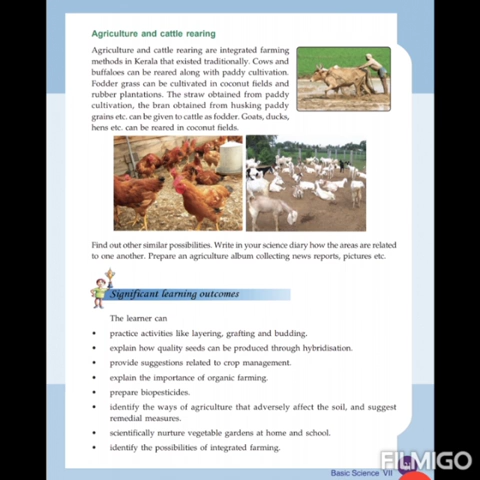 Agriculture and cattle rearing
Agriculture and cattle rearing are integrated farming
methods in Kerala that existed traditionally. Cows and
buffaloes can be reared along with paddy cultivation.
Fodder grass can be cultivated in coconut fields and
rubber plantations. The straw obtained from paddy
cultivation, the bran obtained from husking paddy
grains etc. can be given to cattle as fodder. Goats, ducks,
hens etc. can be reared in coconut fields.
Find out other similar possibilities. Write in your science diary how the areas are related
to one another. Prepare an agriculture album collecting news reports, pictures etc.
Significant learning outcomes
The learner can
• practice activities like layering, grafting and budding.
• explain how quality seeds can be produced through hybridisation.
• provide suggestions related to crop management.
• explain the importance of organic farming.
• prepare biopesticides.
• identify the ways of agriculture that adversely affect the soil, and suggest
remedial measures.
• scientifically nurture vegetable gardens at home and school.
• identify the possibilities of integrated farming.
FILMIGO
Basic Science VII